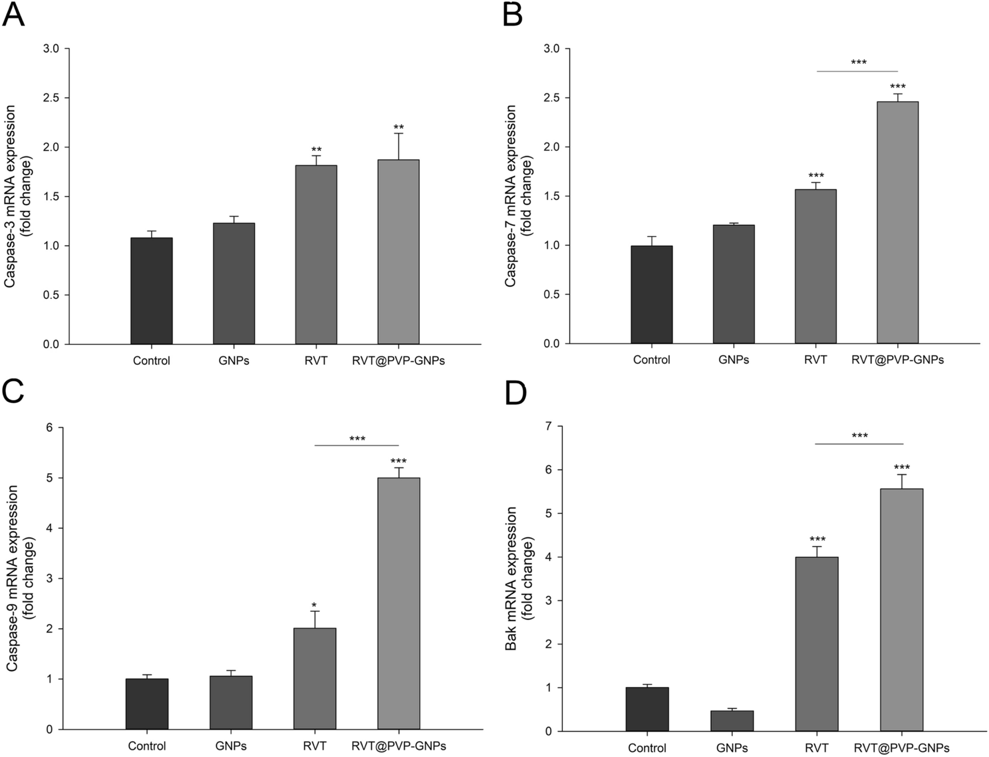 A
Caspase-3 mRNA expression
(fold change)
3.0
2.5
2.0
1.5
1.0
0.5
0.0
**
**
Control
GNPs
RVT
RVT@PVP-GNPs
B
Caspase-7 mRNA expression
(fold change)
3.0
2.5
2.0
1.5
1.0
0.5
0.0
***
***
***
Control
GNPs
RVT
RVT@PVP-GNPs
C
Caspase-9 mRNA expression
(fold change)
6
5
4
3
2
1
0
***
***
*
Control
GNPs
RVT
RVT@PVP-GNPs
D
Bak mRNA expression
(fold change)
7
6
5
4
3
2
1
0
***
***
***
Control
GNPs
RVT
RVT@PVP-GNPs